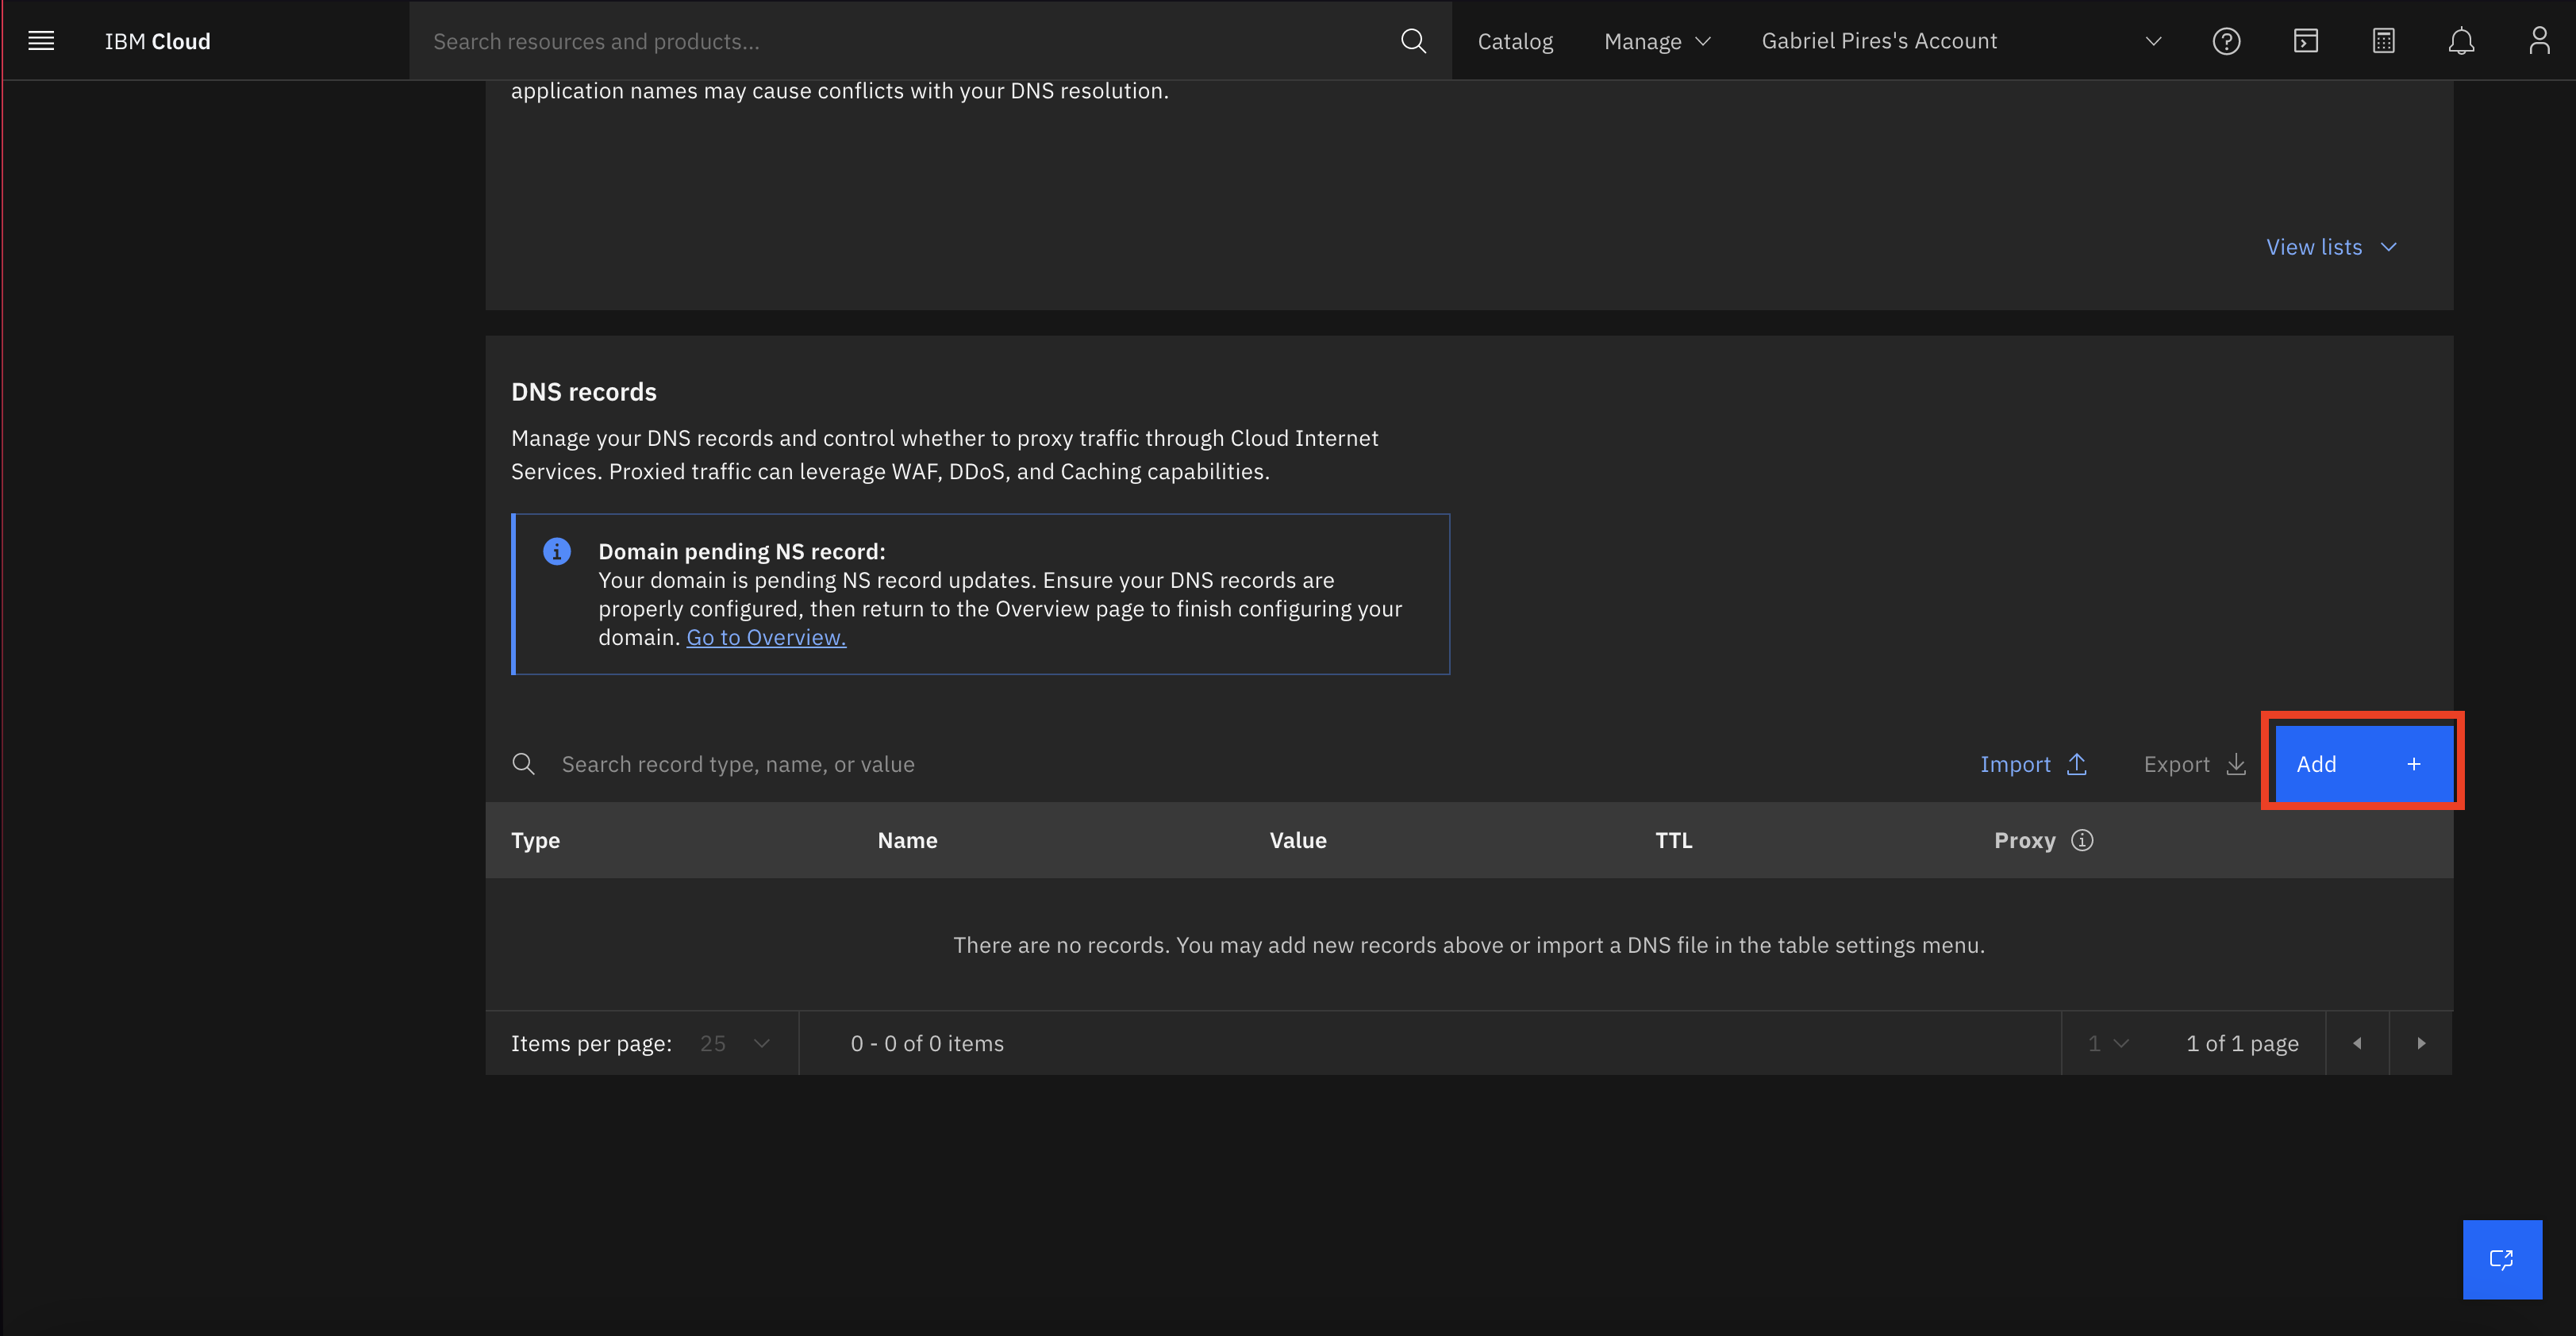 IBM Cloud
Search resources and products...
Catalog
Manage
Gabriel Pires's Account
application names may cause conflicts with your DNS resolution.
View lists
DNS records
Manage your DNS records and control whether to proxy traffic through Cloud Internet
Services. Proxied traffic can leverage WAF, DDoS, and Caching capabilities.
Domain pending NS record:
Your domain is pending NS record updates. Ensure your DNS records are
properly configured, then return to the Overview page to finish configuring your
domain. Go to Overview.
Search record type, name, or value
Import
Export
Add +
Type Name Value TTL Proxy
There are no records. You may add new records above or import a DNS file in the table settings menu.
Items per page: 25
0 - 0 of 0 items
1
1 of 1 page